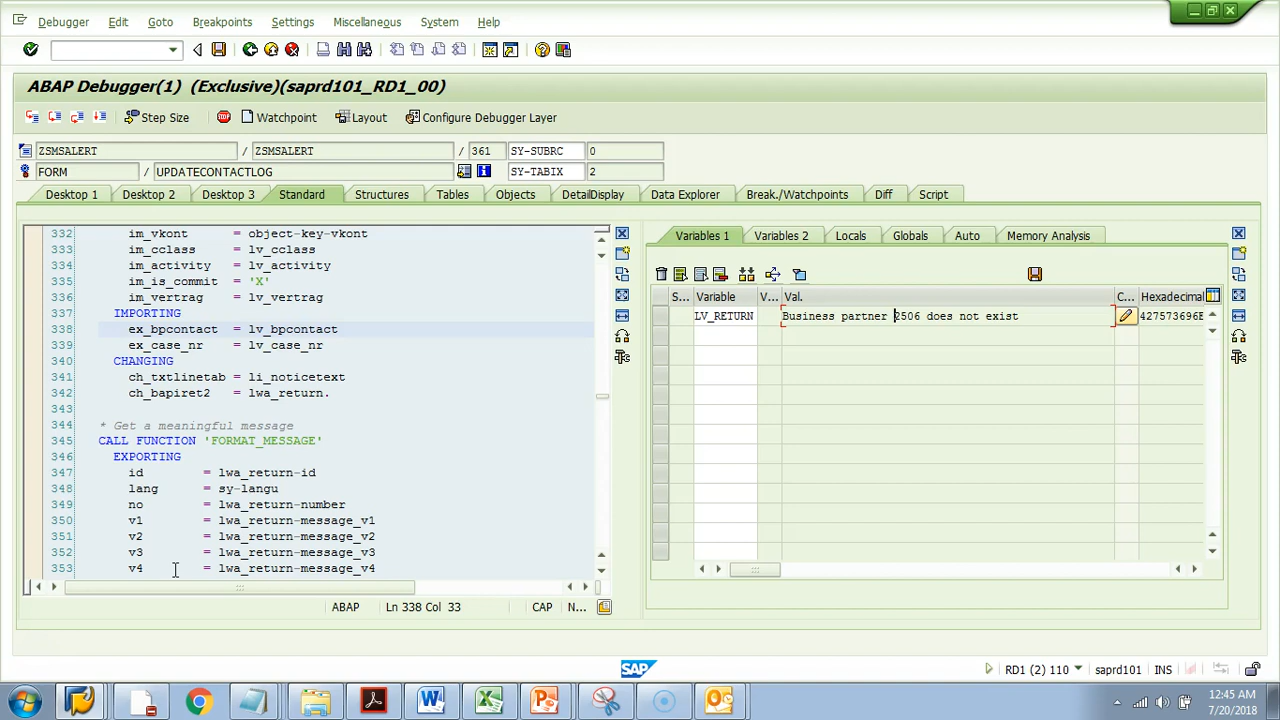 Debugger Edit Goto Breakpoints Settings Miscellaneous System Help
ABAP Debugger(1) (Exclusive)(saprd101_RD1_00)
Step Size Watchpoint Layout Configure Debugger Layer
ZSMSALERT / ZSMSALERT / 361 SY-SUBRC 0
FORM / UPDATECONTACTLOG SY-TABIX 2
Desktop 1 Desktop 2 Desktop 3 Standard Structures Tables Objects DetailDisplay Data Explorer Break./Watchpoints Diff Script
Variables 1 Variables 2 Locals Globals Auto Memory Analysis
S... Variable V... Val. C... Hexadecimal
LV_RETURN Business partner 2506 does not exist 427573696E
332 im_vkont = object-key-vkont
333 im_cclass = lv_cclass
334 im_activity = lv_activity
335 im_is_commit = 'X'
336 im_vertrag = lv_vertrag
337 IMPORTING
338 ex_bpcontact = lv_bpcontact
339 ex_case_nr = lv_case_nr
340 CHANGING
341 ch_txtlinetab = li_noticetext
342 ch_bapiret2 = lwa_return.
343
344 * Get a meaningful message
345 CALL FUNCTION 'FORMAT_MESSAGE'
346 EXPORTING
347 id = lwa_return-id
348 lang = sy-langu
349 no = lwa_return-number
350 v1 = lwa_return-message_v1
351 v2 = lwa_return-message_v2
352 v3 = lwa_return-message_v3
353 v4 = lwa_return-message_v4
ABAP Ln 338 Col 33 CAP N...
SAP RD1 (2) 110 saprd101 INS
12:45 AM
7/20/2018